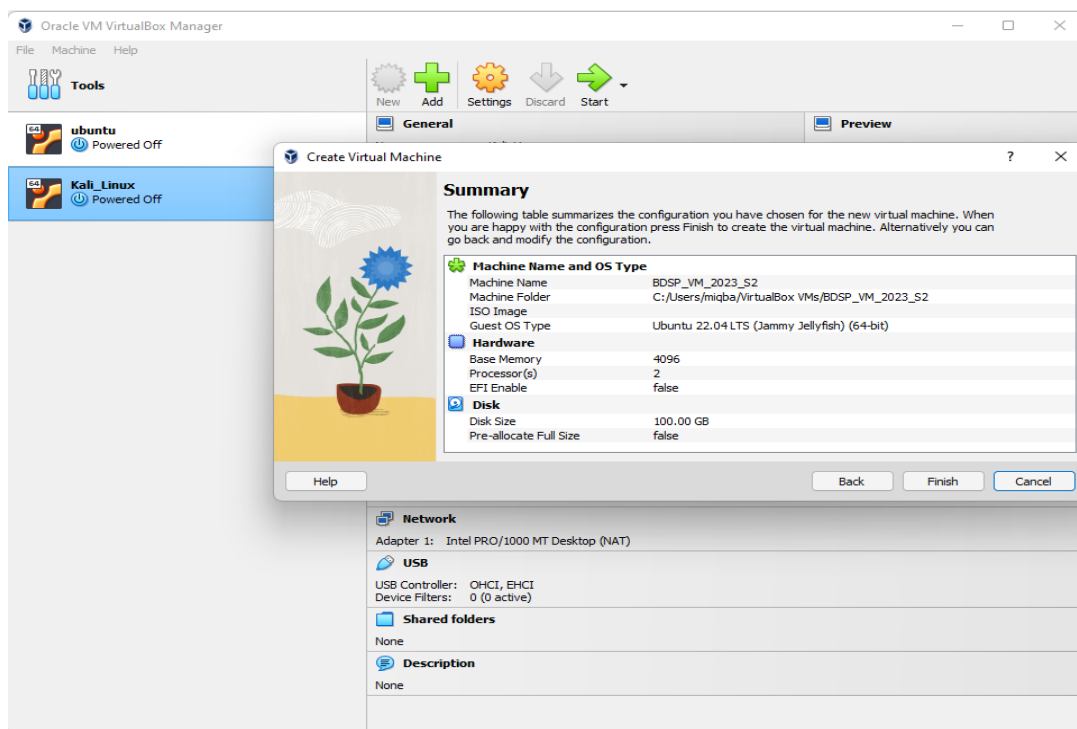 Oracle VM VirtualBox Manager
File Machine Help
Tools
New Add Settings Discard Start
64 ubuntu
Powered Off
64 Kali_Linux
Powered Off
General
Preview
Create Virtual Machine
?
Summary
The following table summarizes the configuration you have chosen for the new virtual machine. When
you are happy with the configuration press Finish to create the virtual machine. Alternatively you can
go back and modify the configuration.
Machine Name and OS Type
Machine Name BDSP_VM_2023_S2
Machine Folder C:/Users/miqba/VirtualBox VMs/BDSP_VM_2023_S2
ISO Image
Guest OS Type Ubuntu 22.04 LTS (Jammy Jellyfish) (64-bit)
Hardware
Base Memory 4096
Processor(s) 2
EFI Enable false
Disk
Disk Size 100.00 GB
Pre-allocate Full Size false
Help Back Finish Cancel
Network
Adapter 1: Intel PRO/1000 MT Desktop (NAT)
USB
USB Controller: OHCI, EHCI
Device Filters: 0 (0 active)
Shared folders
None
Description
None